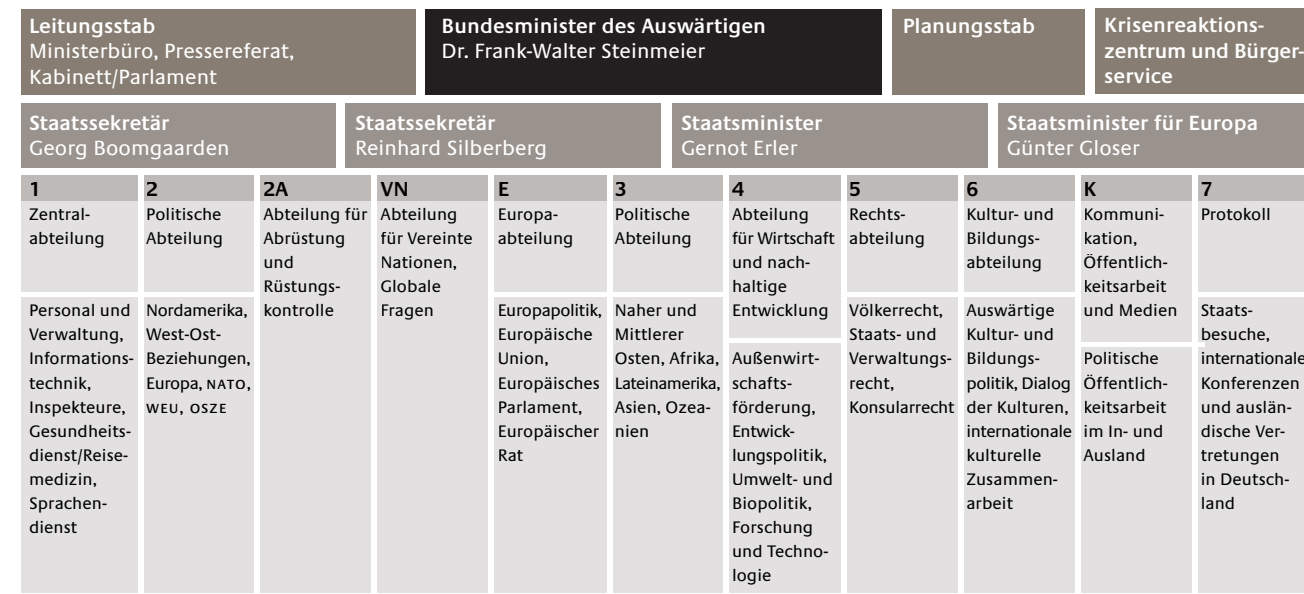 Leitungsstab
Ministerbüro, Pressereferat,
Kabinett/Parlament
Bundesminister des Auswärtigen
Dr. Frank-Walter Steinmeier
Planungsstab
Krisenreaktions-
zentrum und Bürger-
service
Staatssekretär
Georg Boomgaarden
Staatssekretär
Reinhard Silberberg
Staatsminister
Gernot Erler
Staatsminister für Europa
Günter Gloser
1
Zentral-
abteilung
Personal und
Verwaltung,
Informations-
technik,
Inspekteure,
Gesundheits-
dienst/Reise-
medizin,
Sprachen-
dienst
2
Politische
Abteilung
Nordamerika,
West-Ost-
Beziehungen,
Europa, NATO,
WEU, OSZE
2A
Abteilung für
Abrüstung
und
Rüstungs-
kontrolle
VN
Abteilung
für Vereinte
Nationen,
Globale
Fragen
E
Europa-
abteilung
Europapolitik,
Europäische
Union,
Europäisches
Parlament,
Europäischer
Rat
3
Politische
Abteilung
Naher und
Mittlerer
Osten, Afrika,
Lateinamerika,
Asien, Ozea-
nien
4
Abteilung
für Wirtschaft
und nach-
haltige
Entwicklung
Außenwirt-
schafts-
förderung,
Entwick-
lungspolitik,
Umwelt- und
Biopolitik,
Forschung
und Techno-
logie
5
Rechts-
abteilung
Völkerrecht,
Staats- und
Verwaltungs-
recht,
Konsularrecht
6
Kultur- und
Bildungs-
abteilung
Auswärtige
Kultur- und
Bildungs-
politik, Dialog
der Kulturen,
internationale
kulturelle
Zusammen-
arbeit
K
Kommuni-
kation,
Öffentlich-
keitsarbeit
und Medien
Politische
Öffentlich-
keitsarbeit
im In- und
Ausland
7
Protokoll
Staats-
besuche,
internationale
Konferenzen
und auslän-
dische Ver-
tretungen
in Deutsch-
land